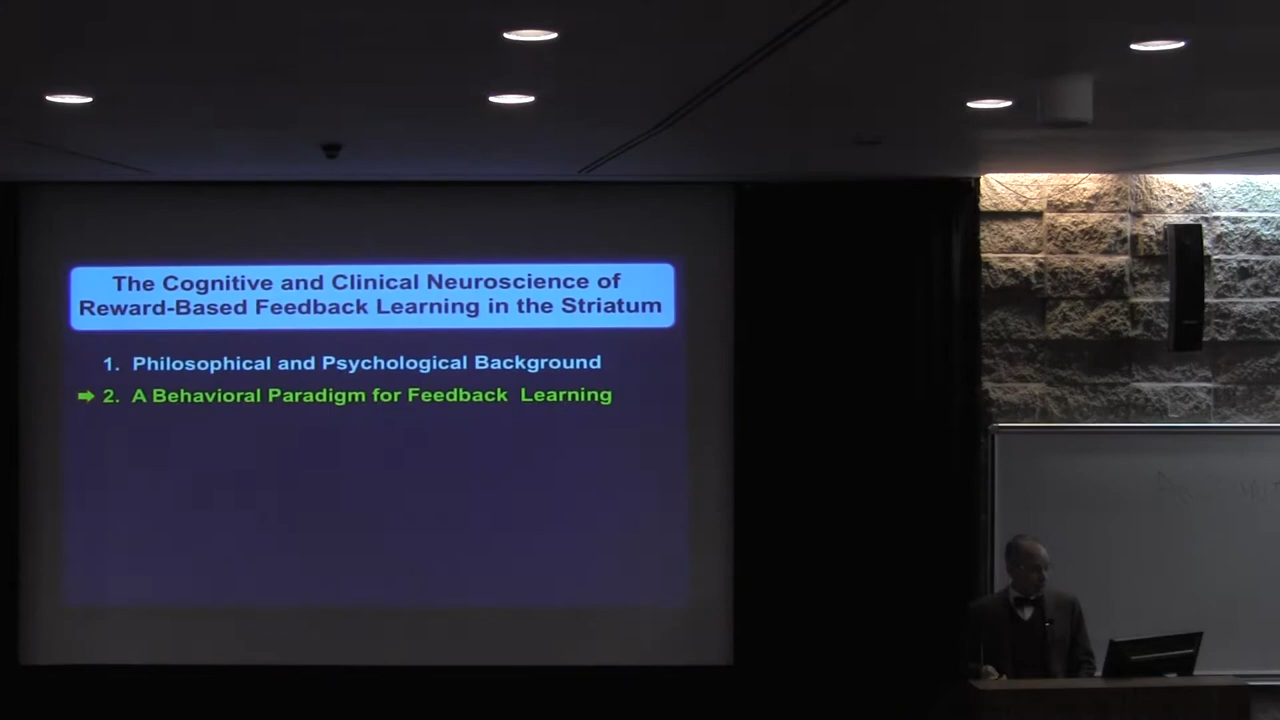 The Cognitive and Clinical Neuroscience of
Reward-Based Feedback Learning in the Striatum
1. Philosophical and Psychological Background
2. A Behavioral Paradigm for Feedback Learning